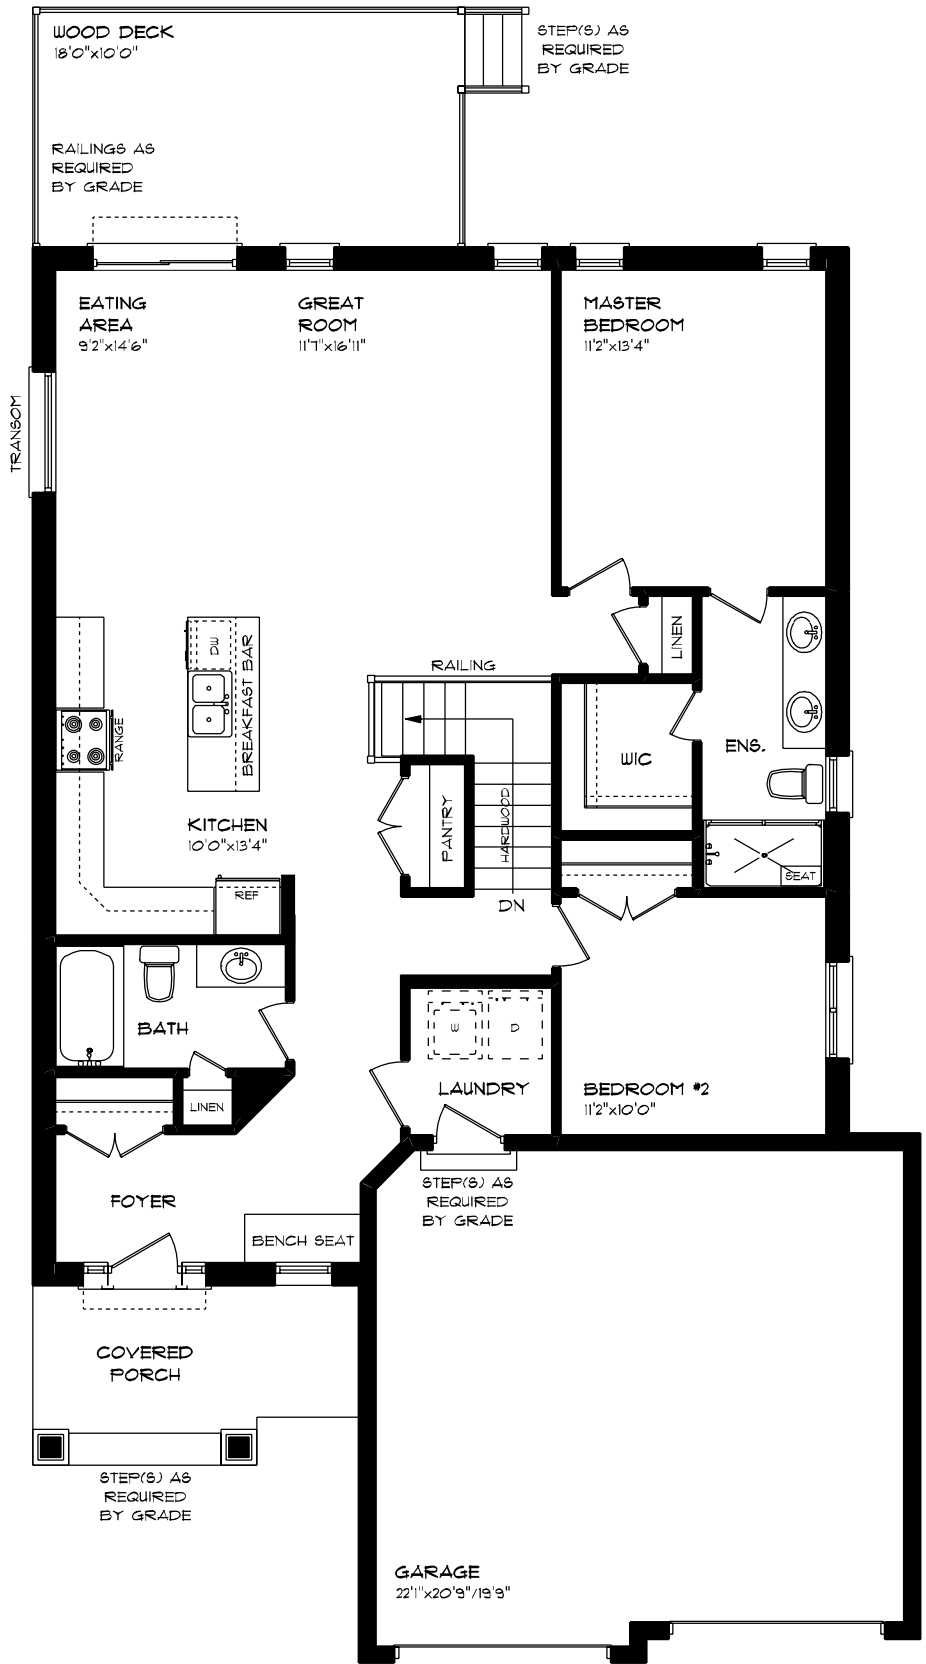 WOOD DECK
18'0"x10'0"
STEP(S) AS
REQUIRED
BY GRADE
RAILINGS AS
REQUIRED
BY GRADE
EATING
AREA
9'2"x14'6"
GREAT
ROOM
11'7"x16'11"
MASTER
BEDROOM
11'2"x13'4"
TRANSOM
DW
BREAKFAST BAR
RANGE
RAILING
LINEN
ENS.
WIC
KITCHEN
10'0"x13'4"
PANTRY
HARDWOOD
SEAT
REF
DN
BATH
W
D
LAUNDRY
BEDROOM #2
11'2"x10'0"
LINEN
FOYER
STEP(S) AS
REQUIRED
BY GRADE
BENCH SEAT
COVERED
PORCH
STEP(S) AS
REQUIRED
BY GRADE
GARAGE
22'1"x20'9"/19'9"